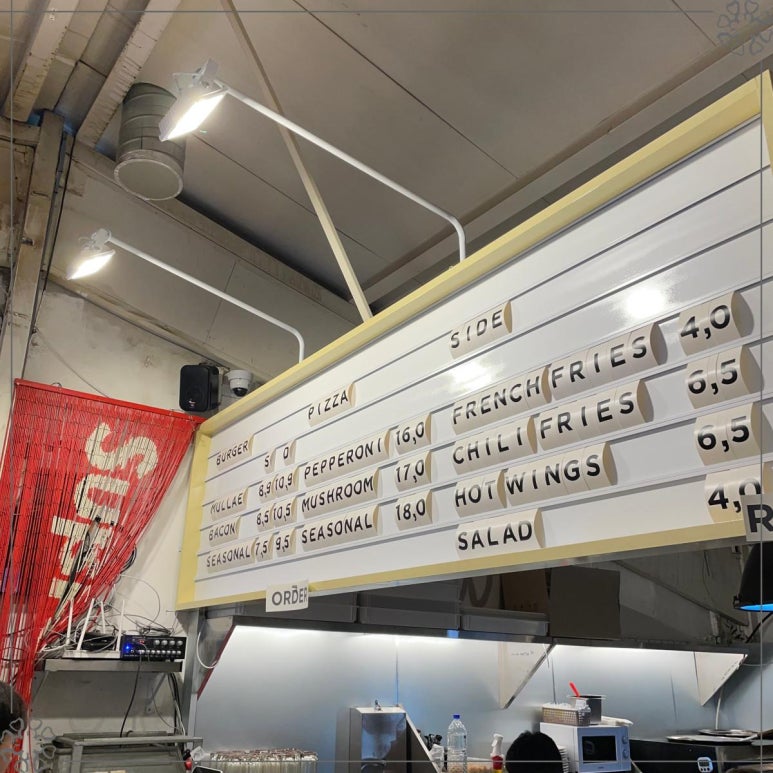 SIDE
PIZZA
BURGER S O
FRENCH FRIES 4,0
PEPPERONI 16,0
MULLAE 8,9 10,9
CHILI FRIES 6,5
MUSHROOM 17,0
BACON 8,5 10,5
HOT WINGS 6,5
SEASONAL 18,0
SEASONAL 7,5 9,5
SALAD 4,0
ORDER